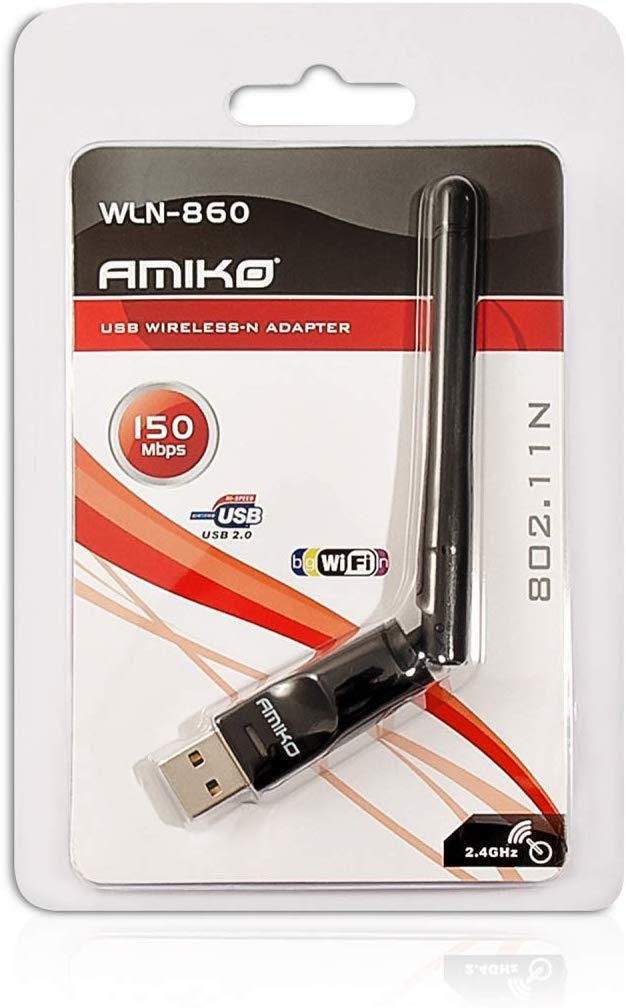 WLN-860
AMIKO
USB WIRELESS-N ADAPTER
150
Mbps
HI-SPEED
USB
USB 2.0
bg WiFi n
802.11N
AMIKO
2.4GHz